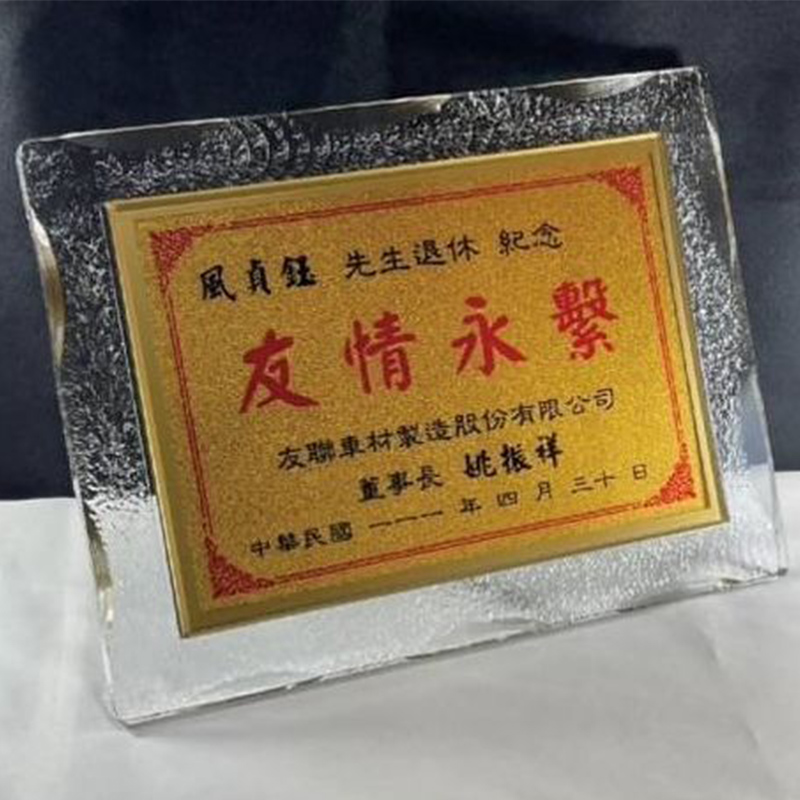 風貞鈺 先生退休 紀念
友情永繫
友聯車材製造股份有限公司
董事長 姚振祥
中華民國 一一一 年 四 月 三十 日